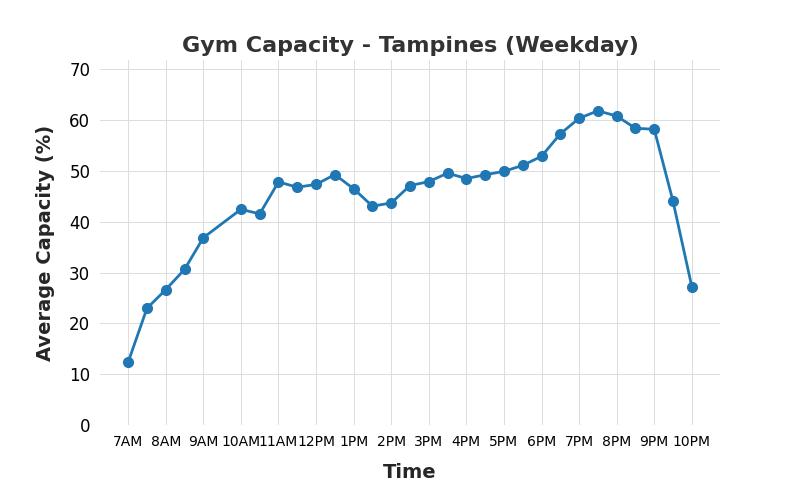 Gym Capacity - Tampines (Weekday)
Average Capacity (%)
70
60
50
40
30
20
10
0
7AM 8AM 9AM 10AM 11AM 12PM 1PM 2PM 3PM 4PM 5PM 6PM 7PM 8PM 9PM 10PM
Time